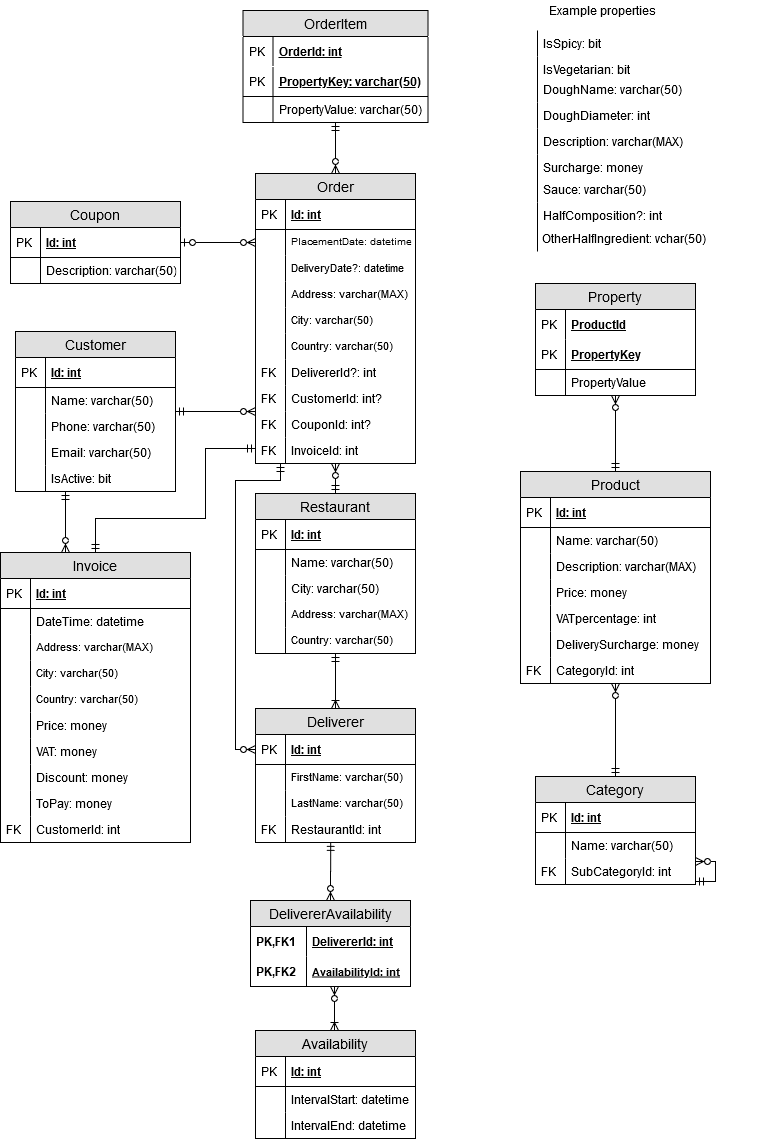 OrderItem
PK OrderId: int
PK PropertyKey: varchar(50)
PropertyValue: varchar(50)
Example properties
IsSpicy: bit
IsVegetarian: bit
DoughName: varchar(50)
DoughDiameter: int
Description: varchar(MAX)
Surcharge: money
Sauce: varchar(50)
HalfComposition?: int
OtherHalfIngredient: vchar(50)
Order
PK Id: int
PlacementDate: datetime
DeliveryDate?: datetime
Address: varchar(MAX)
City: varchar(50)
Country: varchar(50)
FK DelivererId?: int
FK CustomerId: int?
FK CouponId: int?
FK InvoiceId: int
Coupon
PK Id: int
Description: varchar(50)
Customer
PK Id: int
Name: varchar(50)
Phone: varchar(50)
Email: varchar(50)
IsActive: bit
Property
PK ProductId
PK PropertyKey
PropertyValue
Restaurant
PK Id: int
Name: varchar(50)
City: varchar(50)
Address: varchar(MAX)
Country: varchar(50)
Product
PK Id: int
Name: varchar(50)
Description: varchar(MAX)
Price: money
VATpercentage: int
DeliverySurcharge: money
FK CategoryId: int
Invoice
PK Id: int
DateTime: datetime
Address: varchar(MAX)
City: varchar(50)
Country: varchar(50)
Price: money
VAT: money
Discount: money
ToPay: money
FK CustomerId: int
Deliverer
PK Id: int
FirstName: varchar(50)
LastName: varchar(50)
FK RestaurantId: int
Category
PK Id: int
Name: varchar(50)
FK SubCategoryId: int
DelivererAvailability
PK,FK1 DelivererId: int
PK,FK2 AvailabilityId: int
Availability
PK Id: int
IntervalStart: datetime
IntervalEnd: datetime